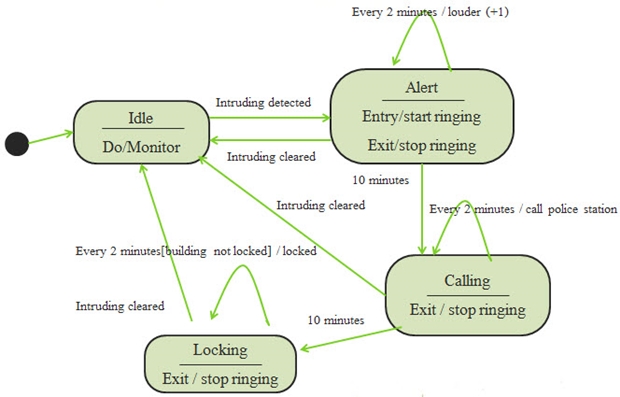 Every 2 minutes / louder (+1)
Alert
Entry/start ringing
Exit/stop ringing
Intruding detected
Idle
Do/Monitor
Intruding cleared
10 minutes
Intruding cleared
Every 2 minutes / call police station
Every 2 minutes[building not locked] / locked
Calling
Exit / stop ringing
Intruding cleared
10 minutes
Locking
Exit / stop ringing